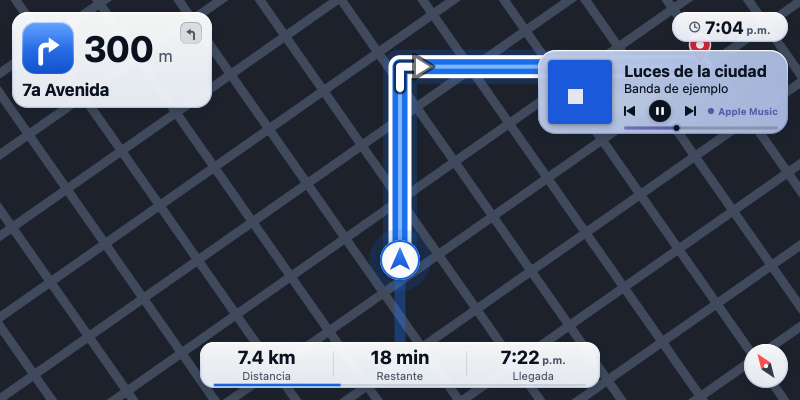 300 m
7a Avenida
7:04 p.m.
Luces de la ciudad
Banda de ejemplo
Apple Music
7.4 km
Distancia
18 min
Restante
7:22 p.m.
Llegada